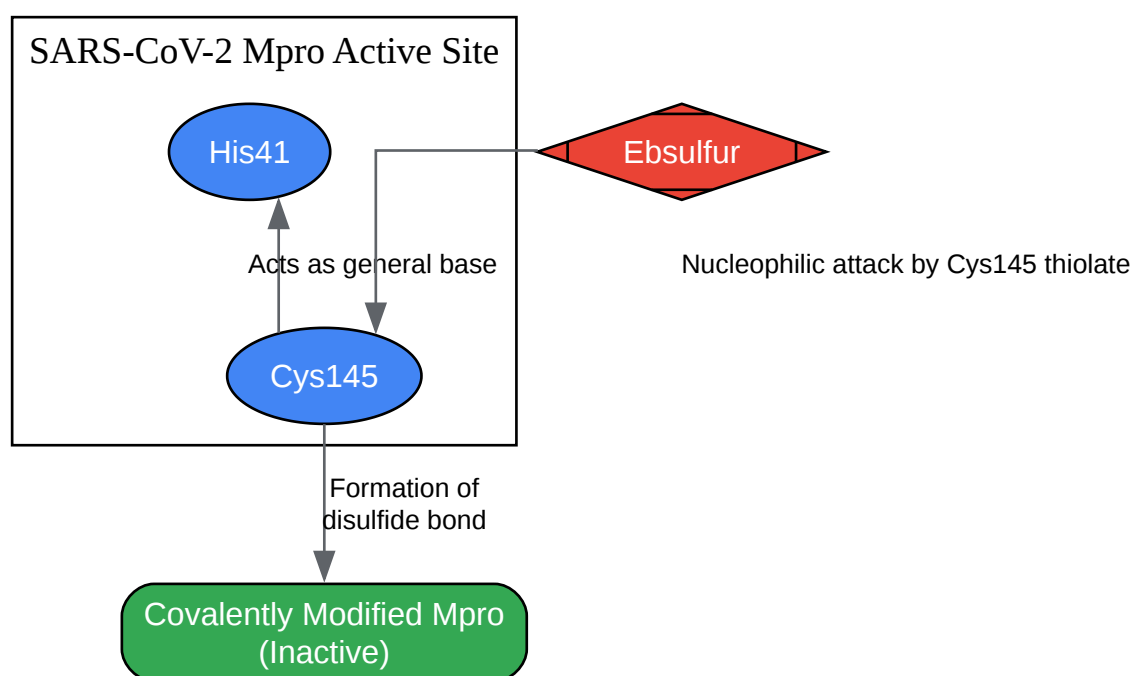 SARS-CoV-2 Mpro Active Site
His41
Ebsulfur
Acts as general base
Nucleophilic attack by Cys145 thiolate
Cys145
Formation of
disulfide bond
Covalently Modified Mpro
(Inactive)